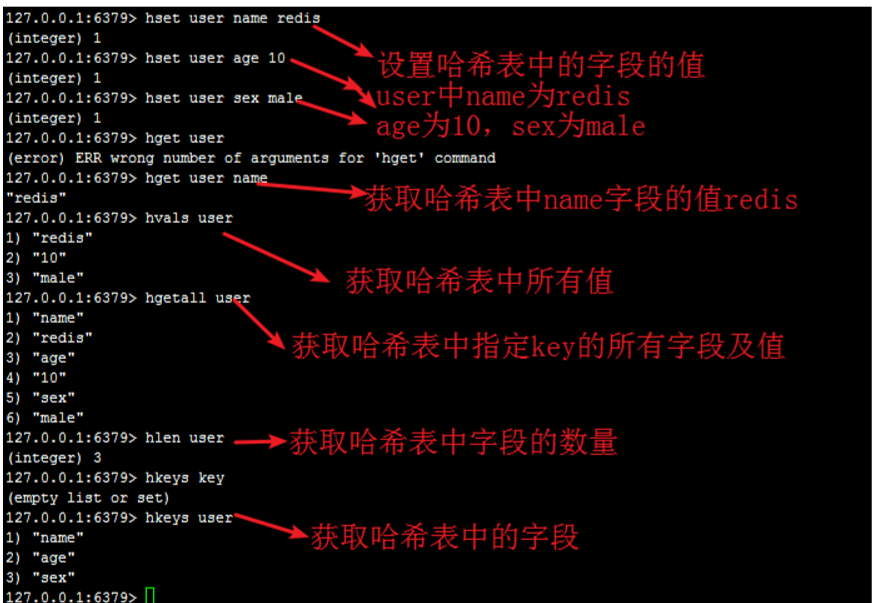 127.0.0.1:6379> hset user name redis
(integer) 1
127.0.0.1:6379> hset user age 10
设置哈希表中的字段的值
(integer) 1
user中name为redis
127.0.0.1:6379> hset user sex male
(integer) 1
age为10，sex为male
127.0.0.1:6379> hget user
(error) ERR wrong number of arguments for 'hget' command
127.0.0.1:6379> hget user name
"redis"
获取哈希表中name字段的值redis
127.0.0.1:6379> hvals user
1) "redis"
2) "10"
3) "male"
获取哈希表中所有值
127.0.0.1:6379> hgetall user
1) "name"
2) "redis"
3) "age"
获取哈希表中指定key的所有字段及值
4) "10"
5) "sex"
6) "male"
127.0.0.1:6379> hlen user
获取哈希表中字段的数量
(integer) 3
127.0.0.1:6379> hkeys key
(empty list or set)
127.0.0.1:6379> hkeys user
1) "name"
获取哈希表中的字段
2) "age"
3) "sex"
127.0.0.1:6379>